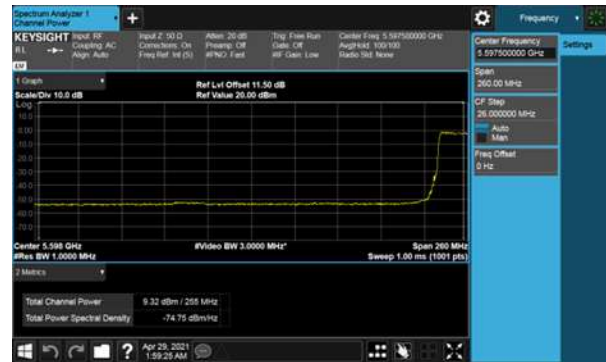 Spectrum Analyzer 1
Channel Power
Frequency
KEYSIGHT
Input: RF
Coupling: AC
Align: Auto
Input Z: 50 Ω
Corrections: On
Freq Ref: Int (S)
Atten: 20 dB
Preamp: Off
#PNO: Fast
Trig: Free Run
Gate: Off
#IF Gain: Low
Center Freq: 5.597500000 GHz
Avg|Hold: 100/100
Radio Std: None
Center Frequency
5.597500000 GHz
Settings
Span
260.00 MHz
CF Step
26.000000 MHz
Auto
Man
Freq Offset
0 Hz
1 Graph
Scale/Div 10.0 dB
Ref Lvl Offset 11.50 dB
Ref Value 20.00 dBm
Log
10.0
0.00
-10.0
-20.0
-30.0
-40.0
-50.0
-60.0
-70.0
Center 5.598 GHz
#Res BW 1.0000 MHz
#Video BW 3.0000 MHz*
Span 260 MHz
Sweep 1.00 ms (1001 pts)
2 Metrics
Total Channel Power 9.32 dBm / 255 MHz
Total Power Spectral Density -74.75 dBm/Hz
?
Apr 29, 2021
1:59:25 AM